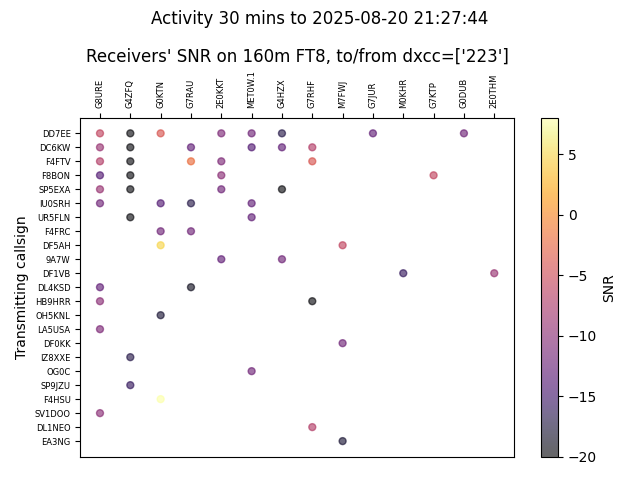 Activity 30 mins to 2025-08-20 21:27:44
Receivers' SNR on 160m FT8, to/from dxcc=['223']
G8URE G4ZFQ G0KTN G7RAU 2E0KKT MET0W.1 G4HZX G7RHF M7FWJ G7JUR M0KHR G7KTP G0DUB 2E0THM
Transmitting callsign
DD7EE
DC6KW
F4FTV
F8BON
SP5EXA
IU0SRH
UR5FLN
F4FRC
DF5AH
9A7W
DF1VB
DL4KSD
HB9HRR
OH5KNL
LA5USA
DF0KK
IZ8XXE
OG0C
SP9JZU
F4HSU
SV1DOO
DL1NEO
EA3NG
5
0
−5
−10
−15
−20
SNR